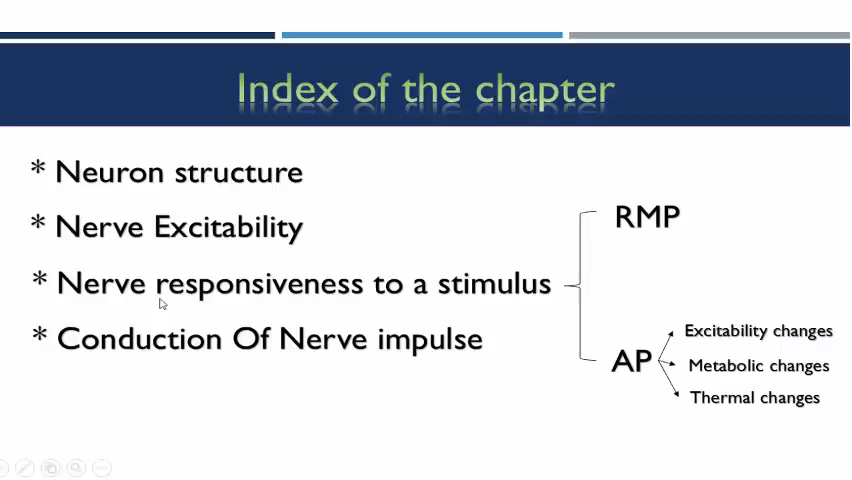 Index of the chapter
* Neuron structure
* Nerve Excitability
* Nerve responsiveness to a stimulus
* Conduction Of Nerve impulse
RMP
AP
Excitability changes
Metabolic changes
Thermal changes